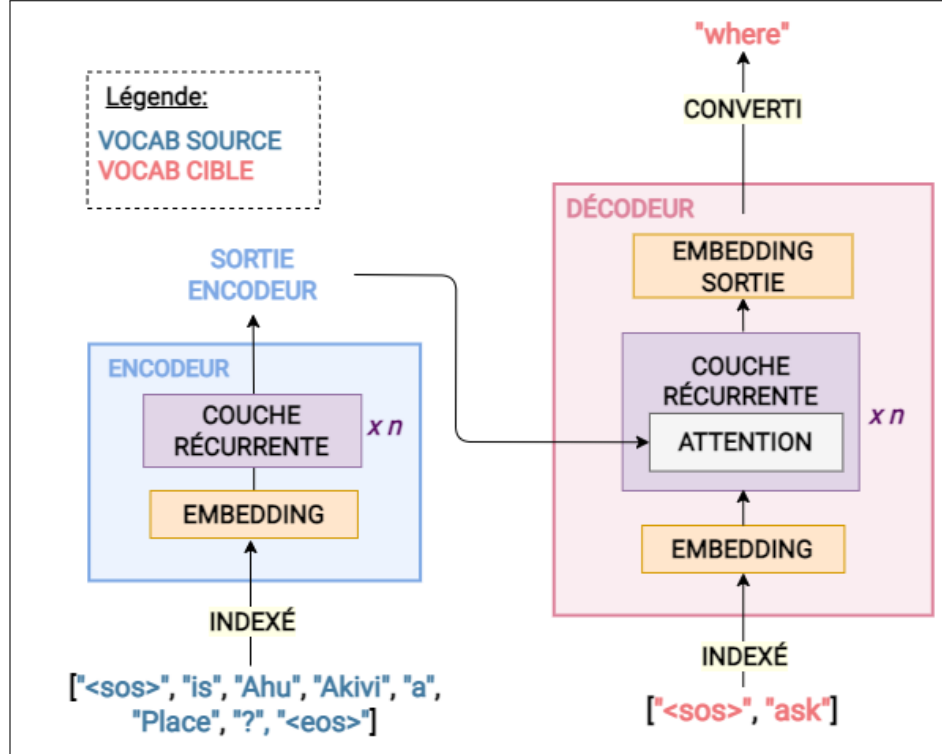 "where"
CONVERTI
Légende:
VOCAB SOURCE
VOCAB CIBLE
DÉCODEUR
EMBEDDING
SORTIE
SORTIE
ENCODEUR
COUCHE
RÉCURRENTE
x n
ATTENTION
ENCODEUR
COUCHE
RÉCURRENTE
x n
EMBEDDING
EMBEDDING
INDEXÉ
INDEXÉ
["<sos>", "is", "Ahu", "Akivi", "a",
"Place", "?", "<eos>"]
["<sos>", "ask"]